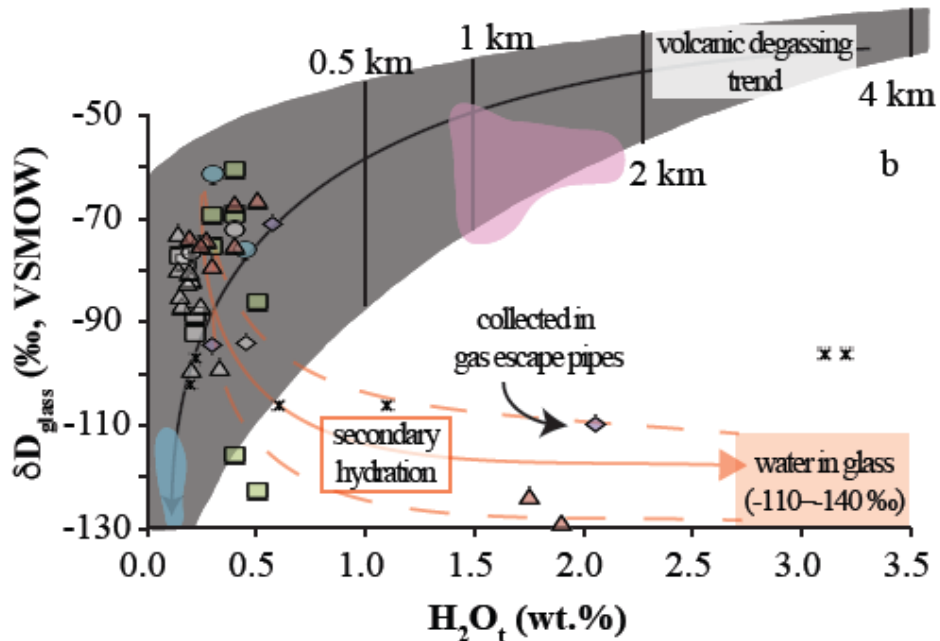 volcanic degassing
trend
0.5 km
1 km
2 km
4 km
b
-50
-70
-90
-110
-130
δD_glass (‰, VSMOW)
collected in
gas escape pipes
secondary
hydration
water in glass
(-110–-140 ‰)
0.0 0.5 1.0 1.5 2.0 2.5 3.0 3.5
H₂Oₜ (wt.%)